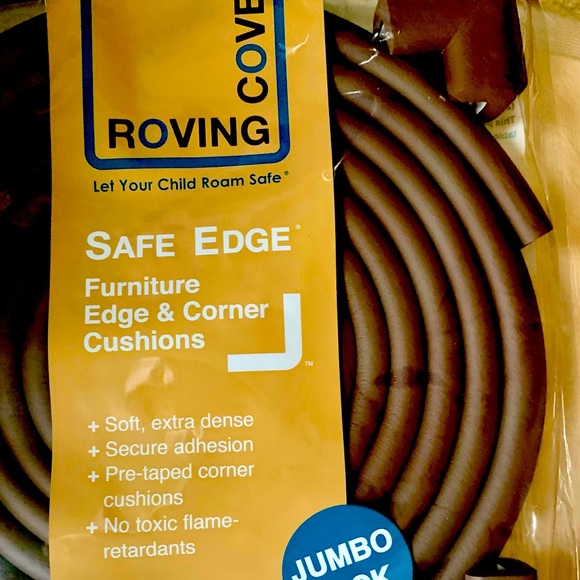 ROVING
COVE
Let Your Child Roam Safe®
SAFE EDGE®
Furniture
Edge & Corner
Cushions
TM
+ Soft, extra dense
+ Secure adhesion
+ Pre-taped corner
cushions
+ No toxic flame-
retardants
JUMBO